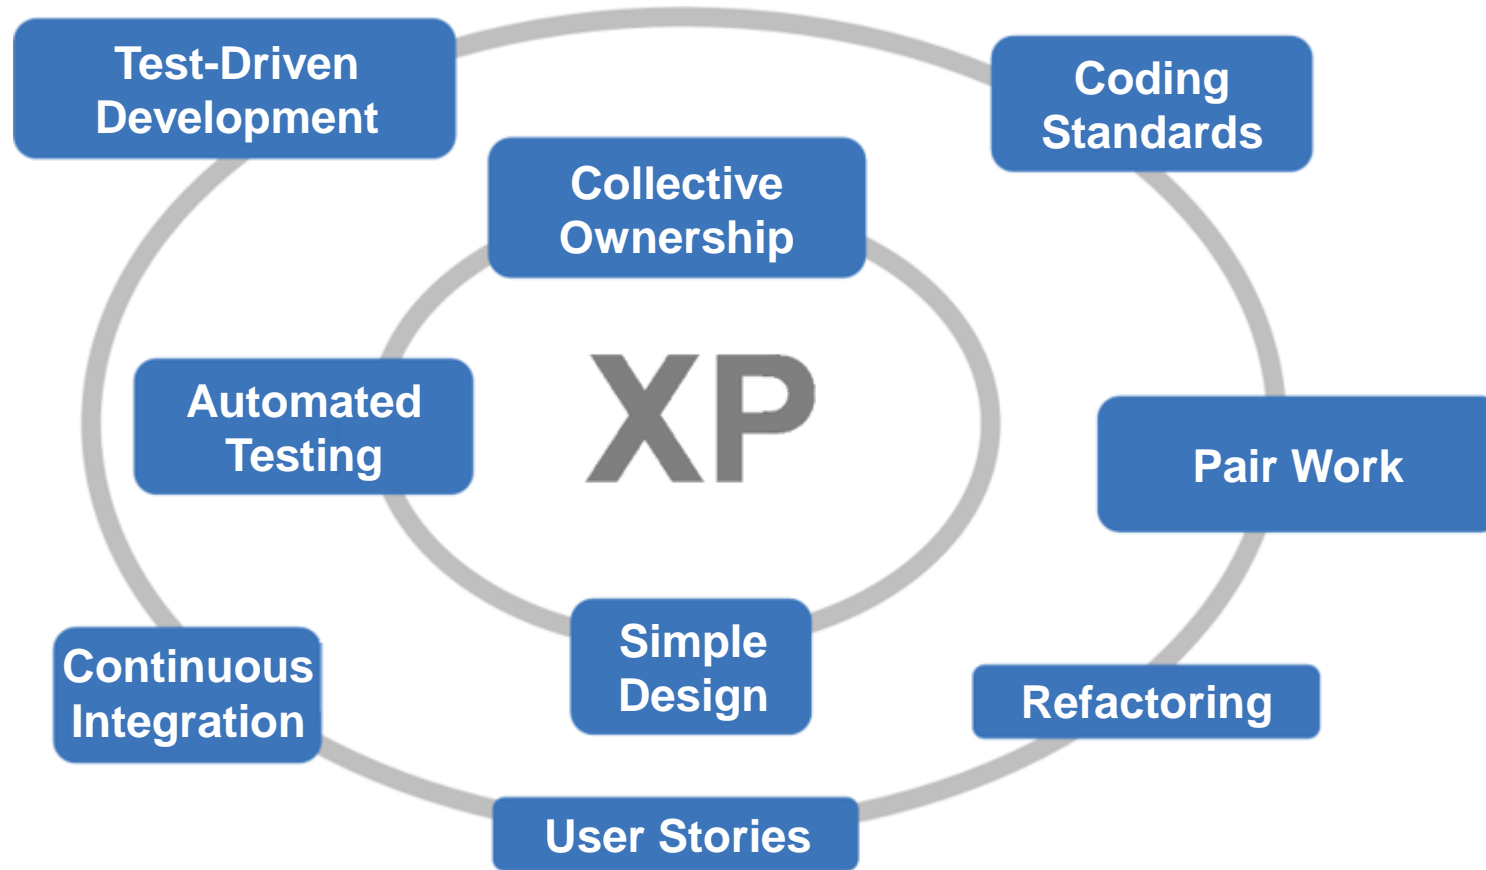 Test-Driven
Development
Coding
Standards
Collective
Ownership
XP
Automated
Testing
Pair Work
Simple
Design
Continuous
Integration
Refactoring
User Stories